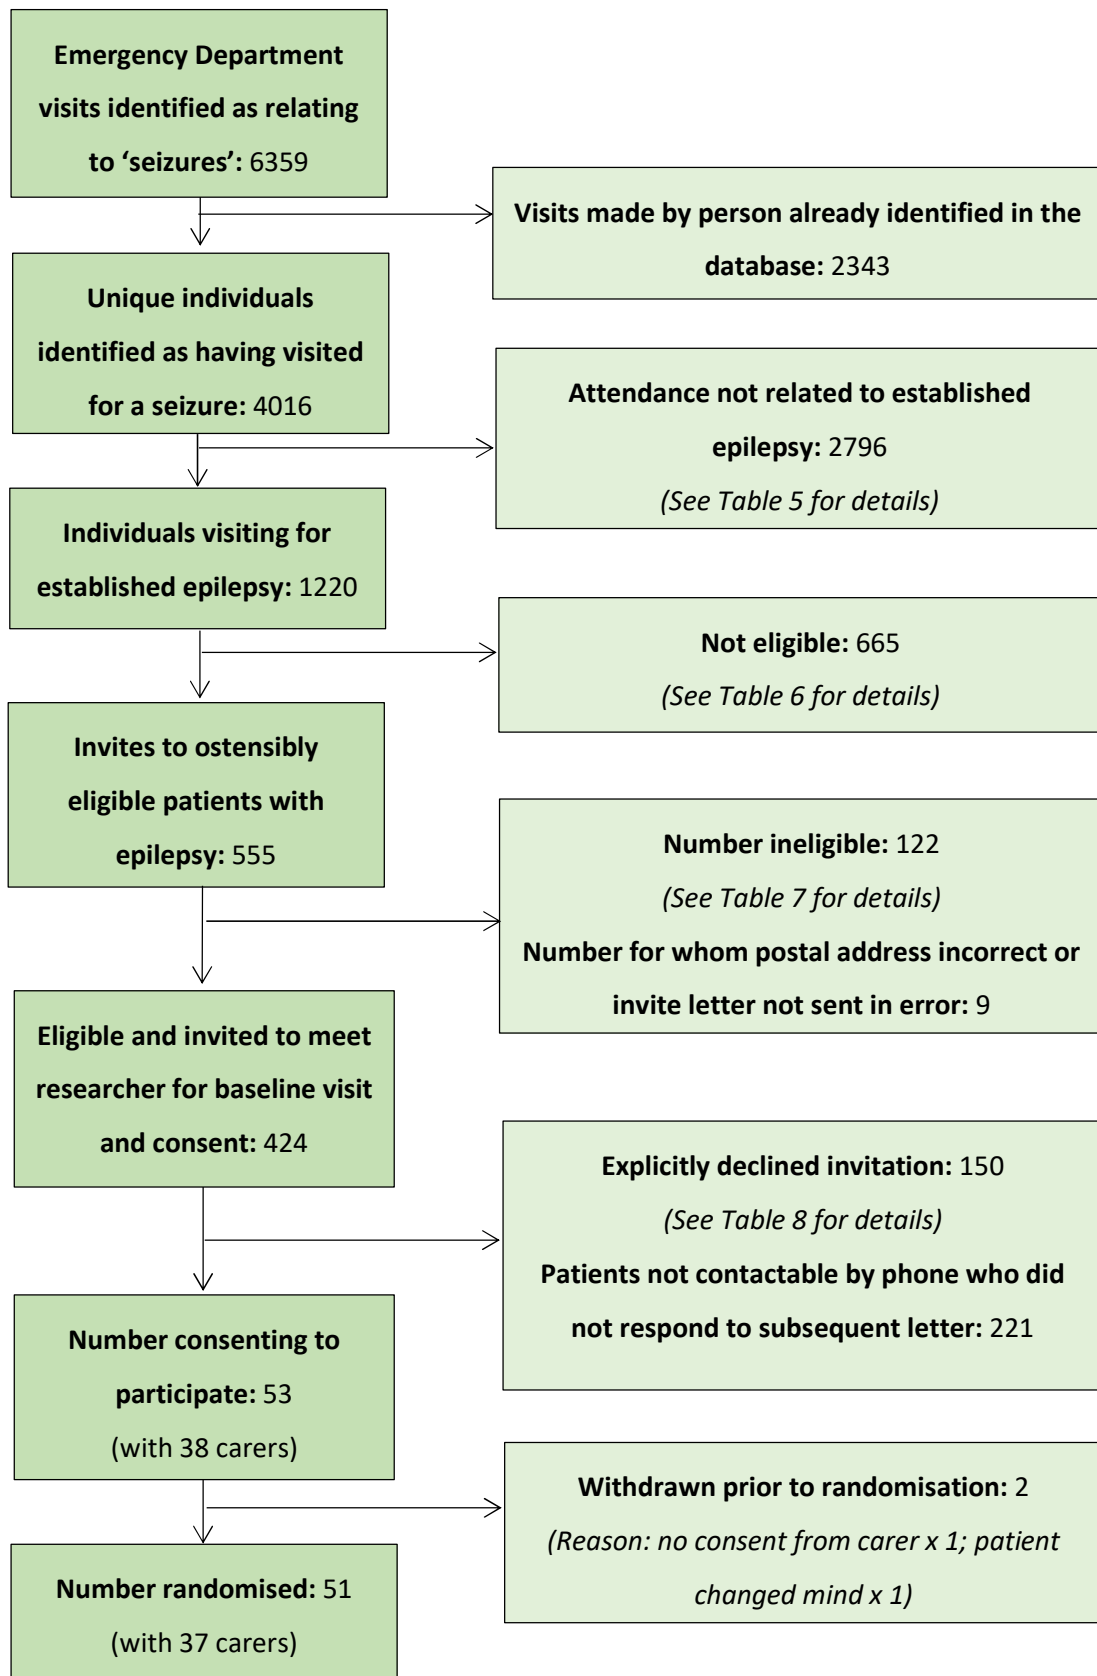 Emergency Department
visits identified as relating
to ‘seizures’: 6359
Visits made by person already identified in the
database: 2343
Unique individuals
identified as having visited
for a seizure: 4016
Attendance not related to established
epilepsy: 2796
(See Table 5 for details)
Individuals visiting for
established epilepsy: 1220
Not eligible: 665
(See Table 6 for details)
Invites to ostensibly
eligible patients with
epilepsy: 555
Number ineligible: 122
(See Table 7 for details)
Number for whom postal address incorrect or
invite letter not sent in error: 9
Eligible and invited to meet
researcher for baseline visit
and consent: 424
Explicitly declined invitation: 150
(See Table 8 for details)
Patients not contactable by phone who did
not respond to subsequent letter: 221
Number consenting to
participate: 53
(with 38 carers)
Withdrawn prior to randomisation: 2
(Reason: no consent from carer x 1; patient
changed mind x 1)
Number randomised: 51
(with 37 carers)